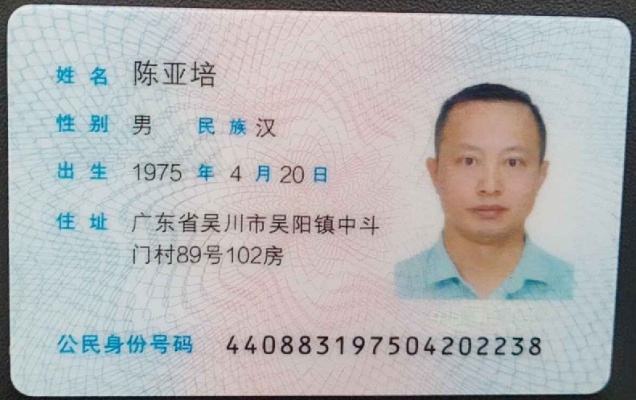 姓名 陈亚培
性别 男 民族 汉
出生 1975 年 4 月 20 日
住址 广东省吴川市吴阳镇中斗
门村89号102房
公民身份号码 440883197504202238